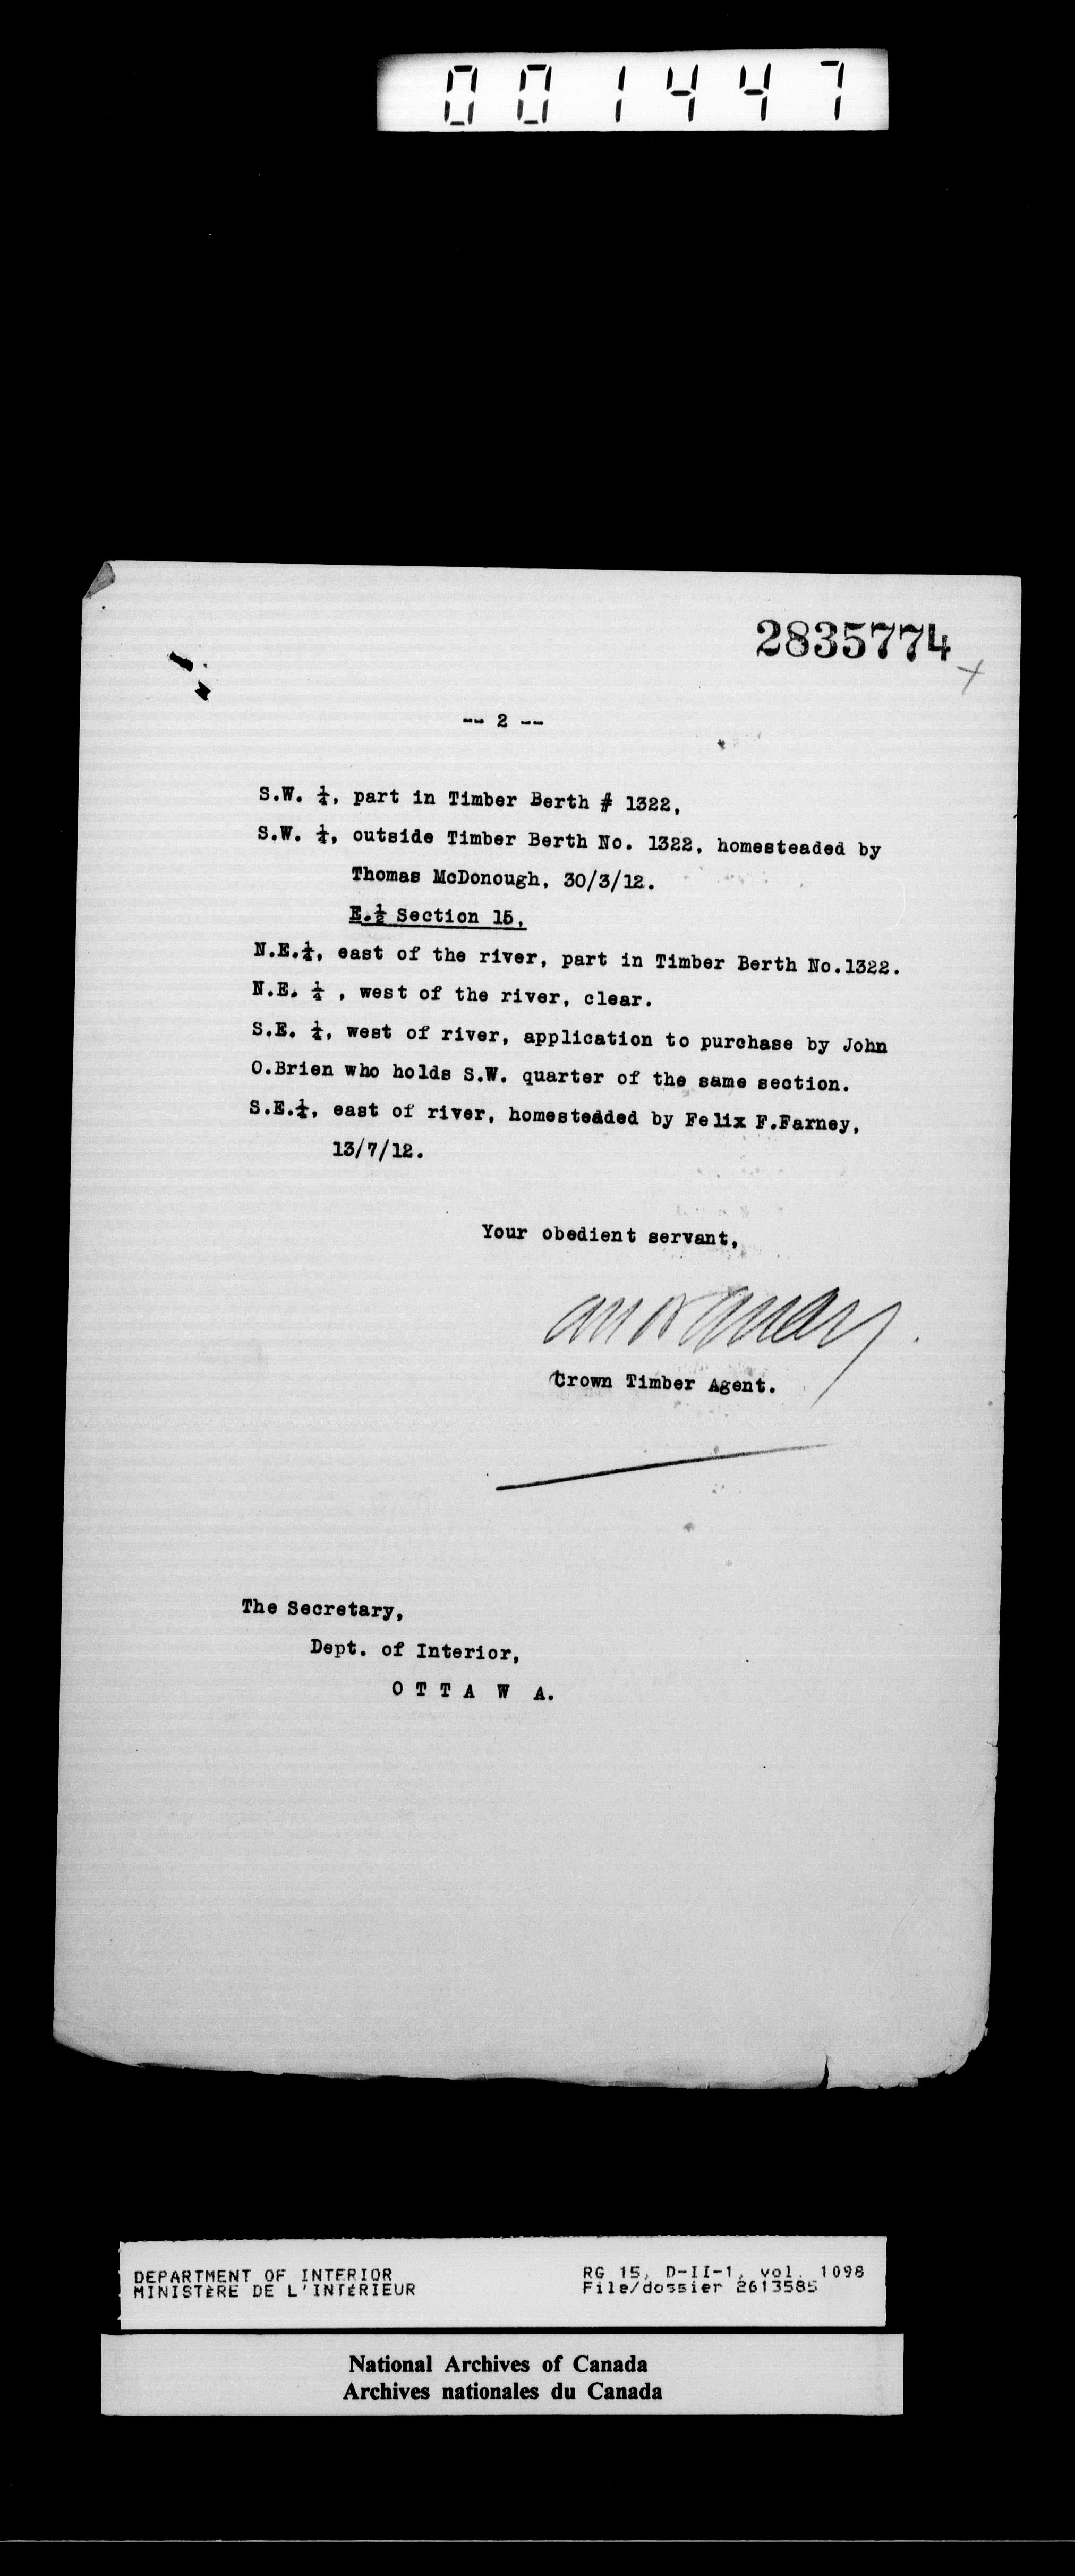 001447
2835774
-- 2 --
S.W. ¼, part in Timber Berth # 1322,
S.W. ¼, outside Timber Berth No. 1322, homesteaded by
Thomas McDonough, 30/3/12.
E.½ Section 15,
N.E.¼, east of the river, part in Timber Berth No.1322.
N.E. ¼ , west of the river, clear.
S.E. ¼, west of river, application to purchase by John
O.Brien who holds S.W. quarter of the same section.
S.E.¼, east of river, homesteaded by Felix F.Farney,
13/7/12.
Your obedient servant,
Crown Timber Agent.
The Secretary,
Dept. of Interior,
O T T A W A.
DEPARTMENT OF INTERIOR
MINISTÈRE DE L'INTÉRIEUR
RG 15, D-II-1, vol. 1098
File/dossier 2613585
National Archives of Canada
Archives nationales du Canada